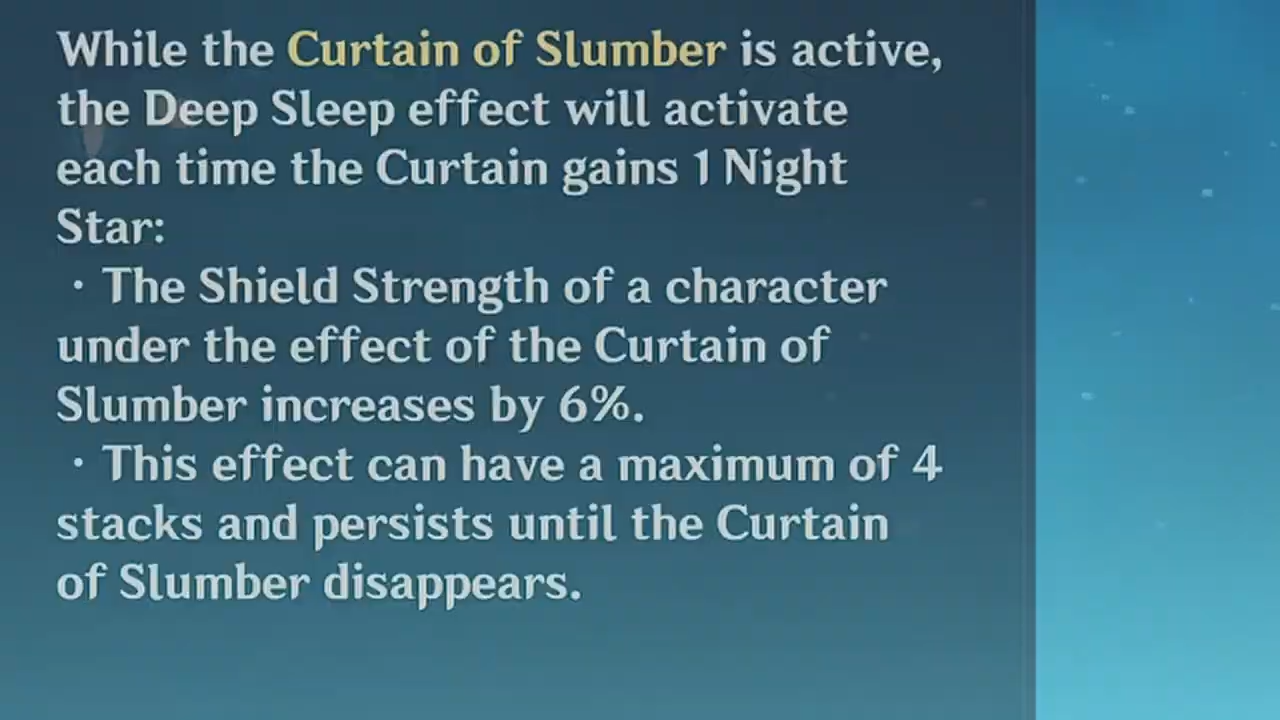 While the Curtain of Slumber is active,
the Deep Sleep effect will activate
each time the Curtain gains 1 Night
Star:
· The Shield Strength of a character
under the effect of the Curtain of
Slumber increases by 6%.
· This effect can have a maximum of 4
stacks and persists until the Curtain
of Slumber disappears.